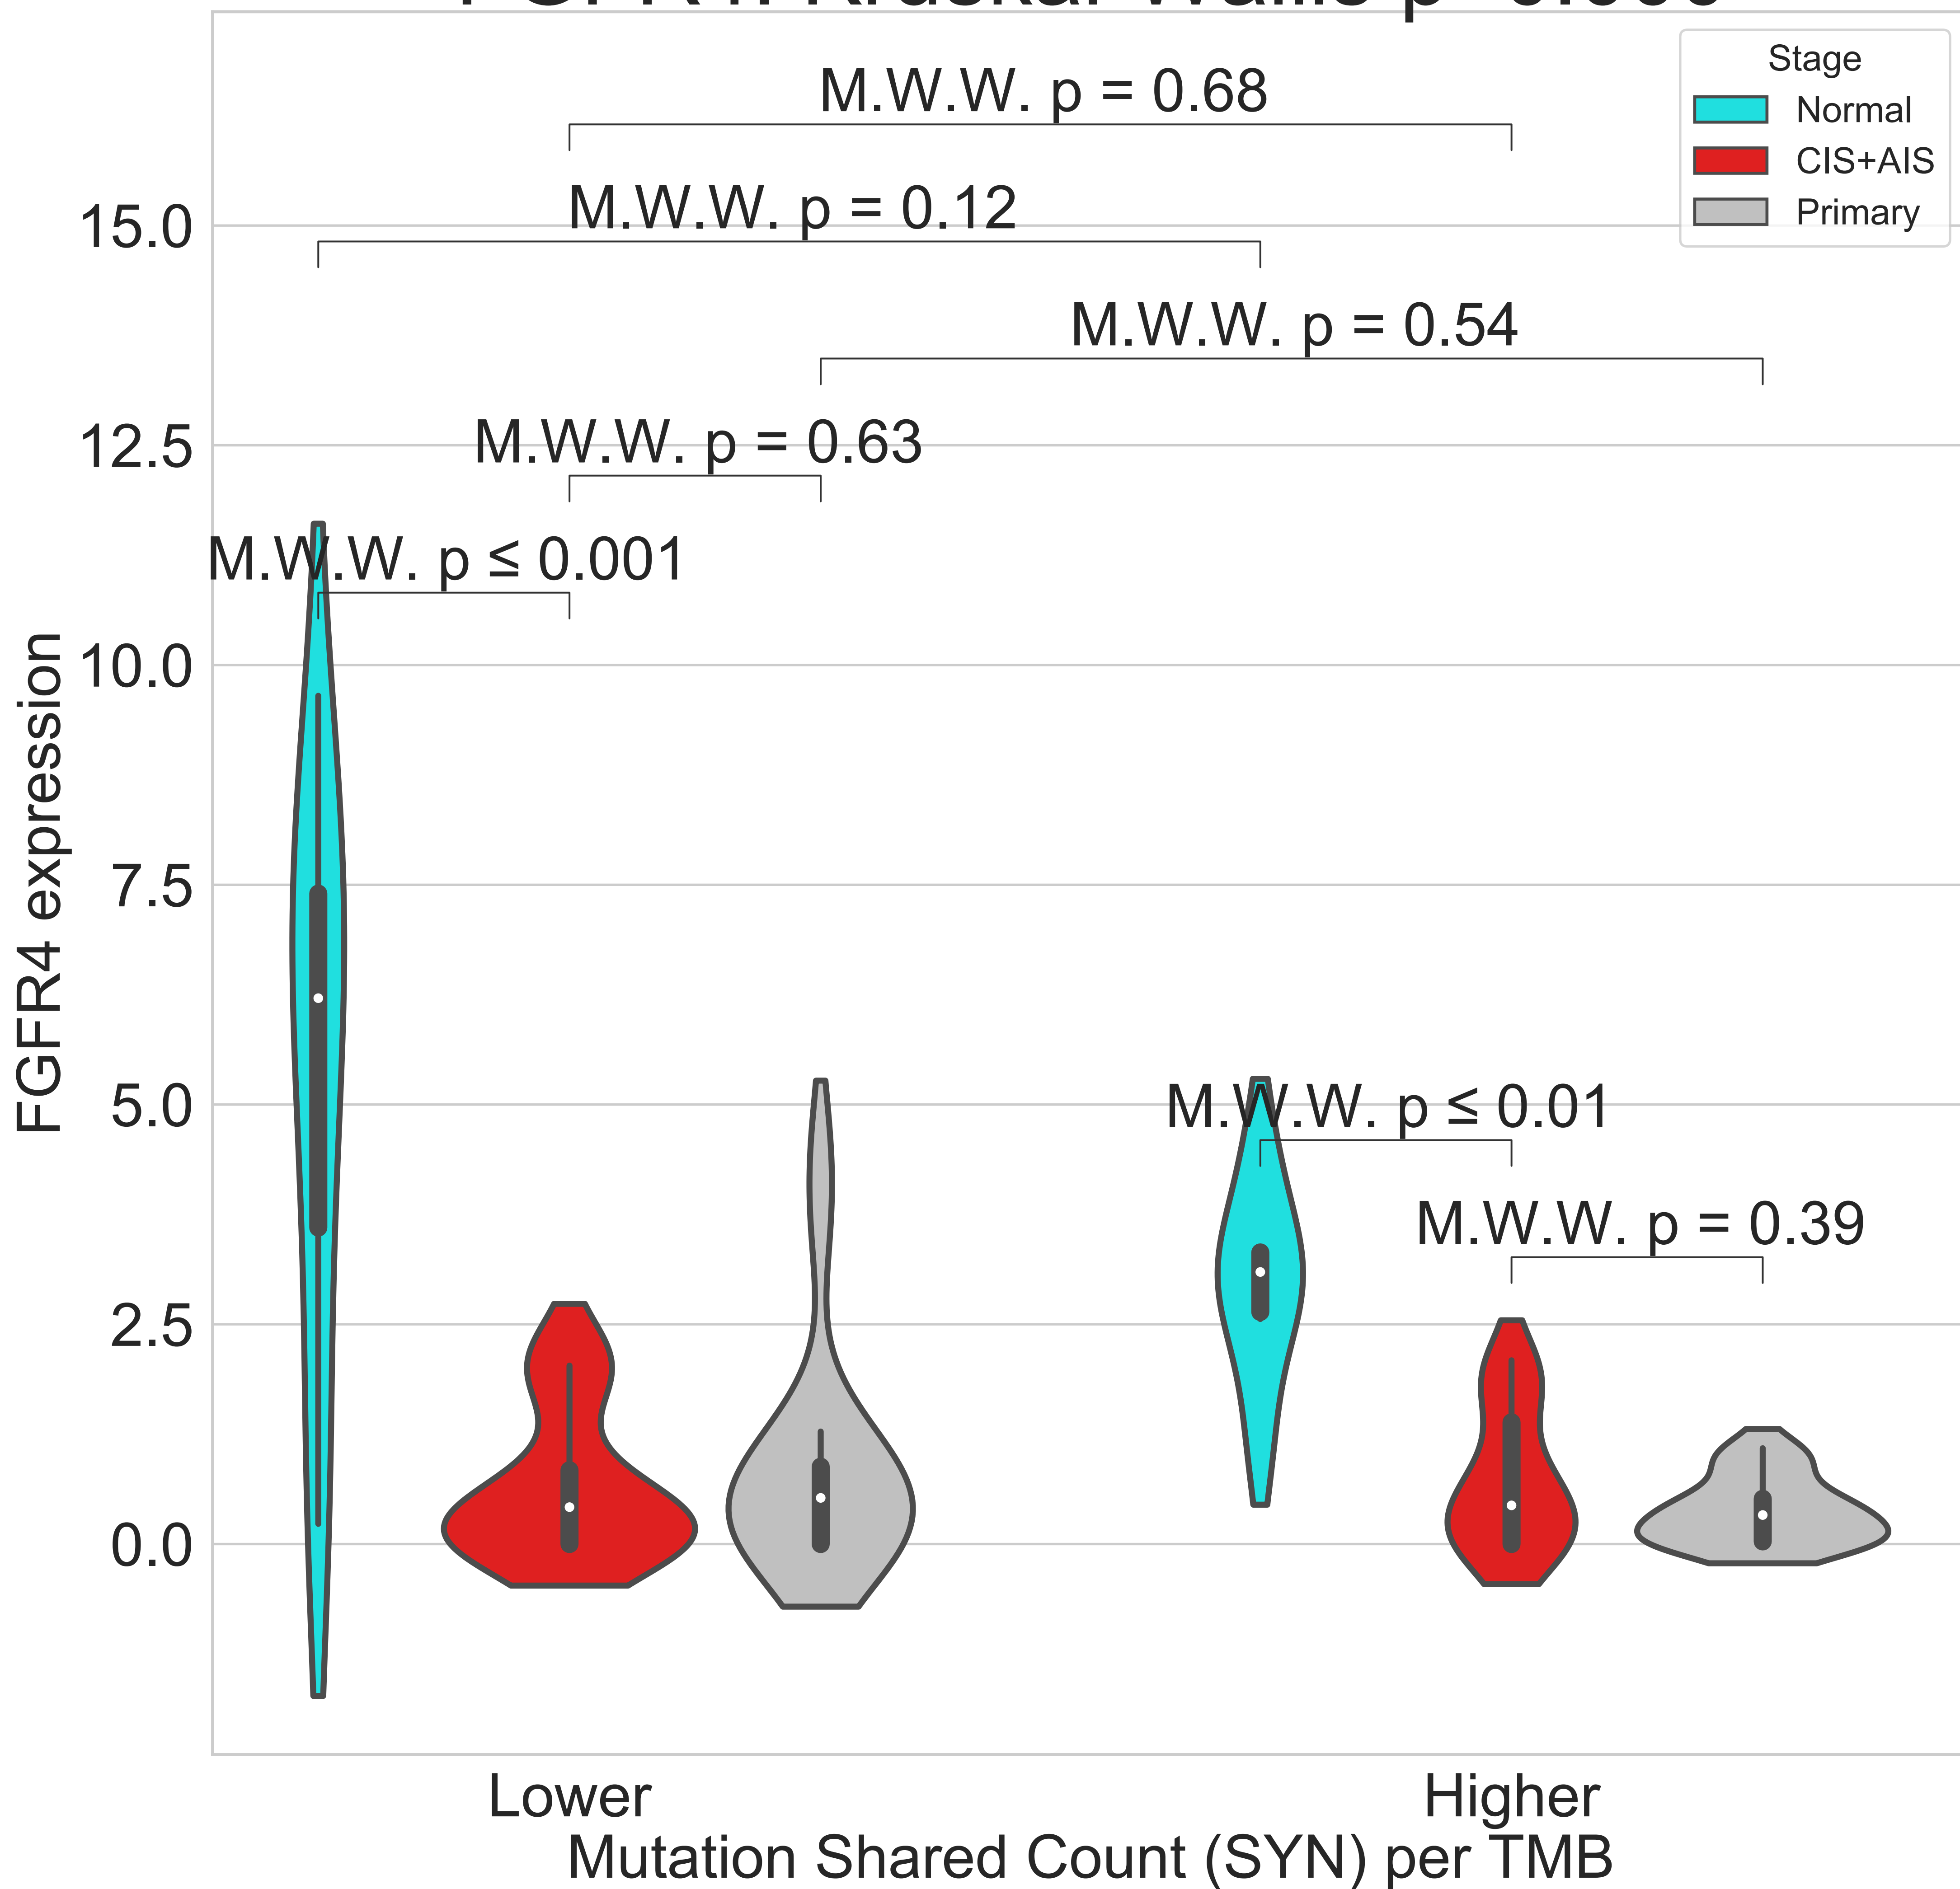 Stage
Normal
CIS+AIS
Primary
M.W.W. p = 0.68
M.W.W. p = 0.12
M.W.W. p = 0.54
M.W.W. p = 0.63
M.W.W. p ≤ 0.001
M.W.W. p ≤ 0.01
M.W.W. p = 0.39
15.0
12.5
10.0
7.5
5.0
2.5
0.0
FGFR4 expression
Lower
Higher
Mutation Shared Count (SYN) per TMB